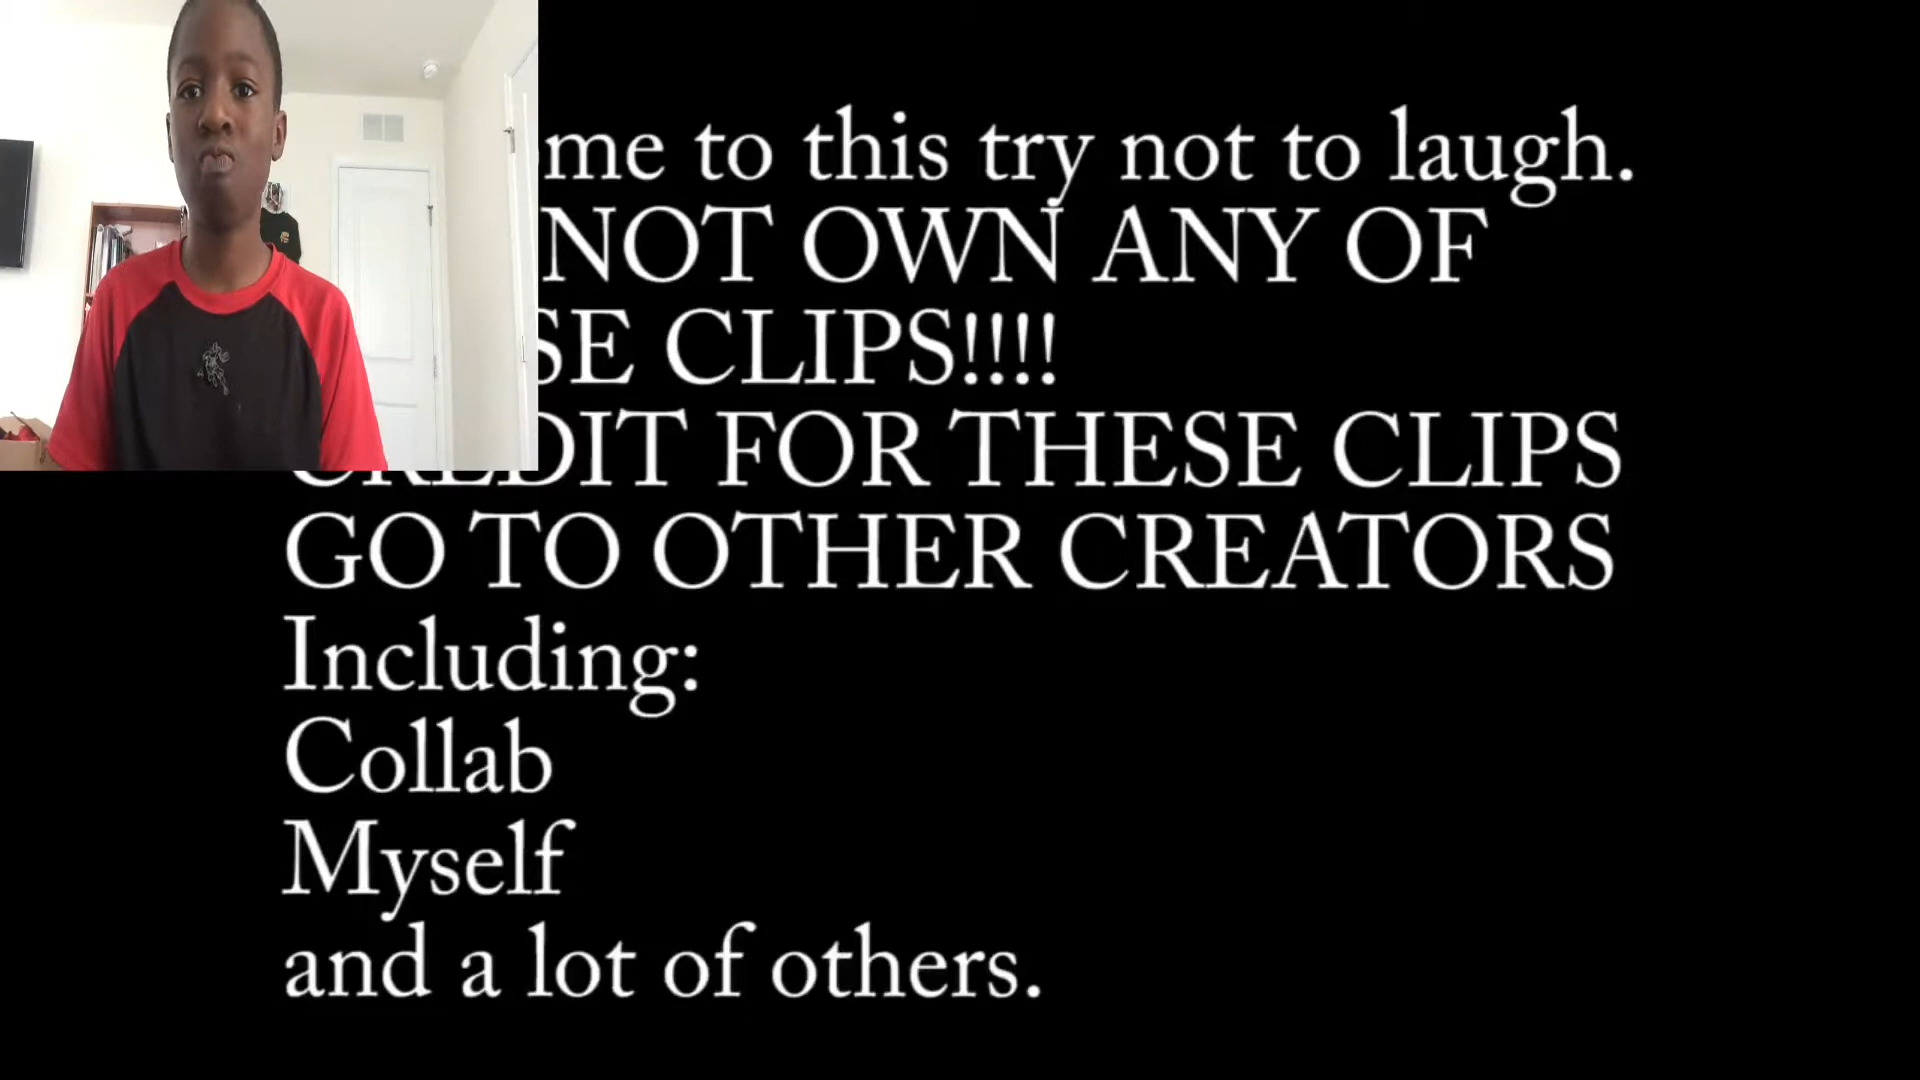 me to this try not to laugh.
NOT OWN ANY OF
SE CLIPS!!!!
CREDIT FOR THESE CLIPS
GO TO OTHER CREATORS
Including:
Collab
Myself
and a lot of others.